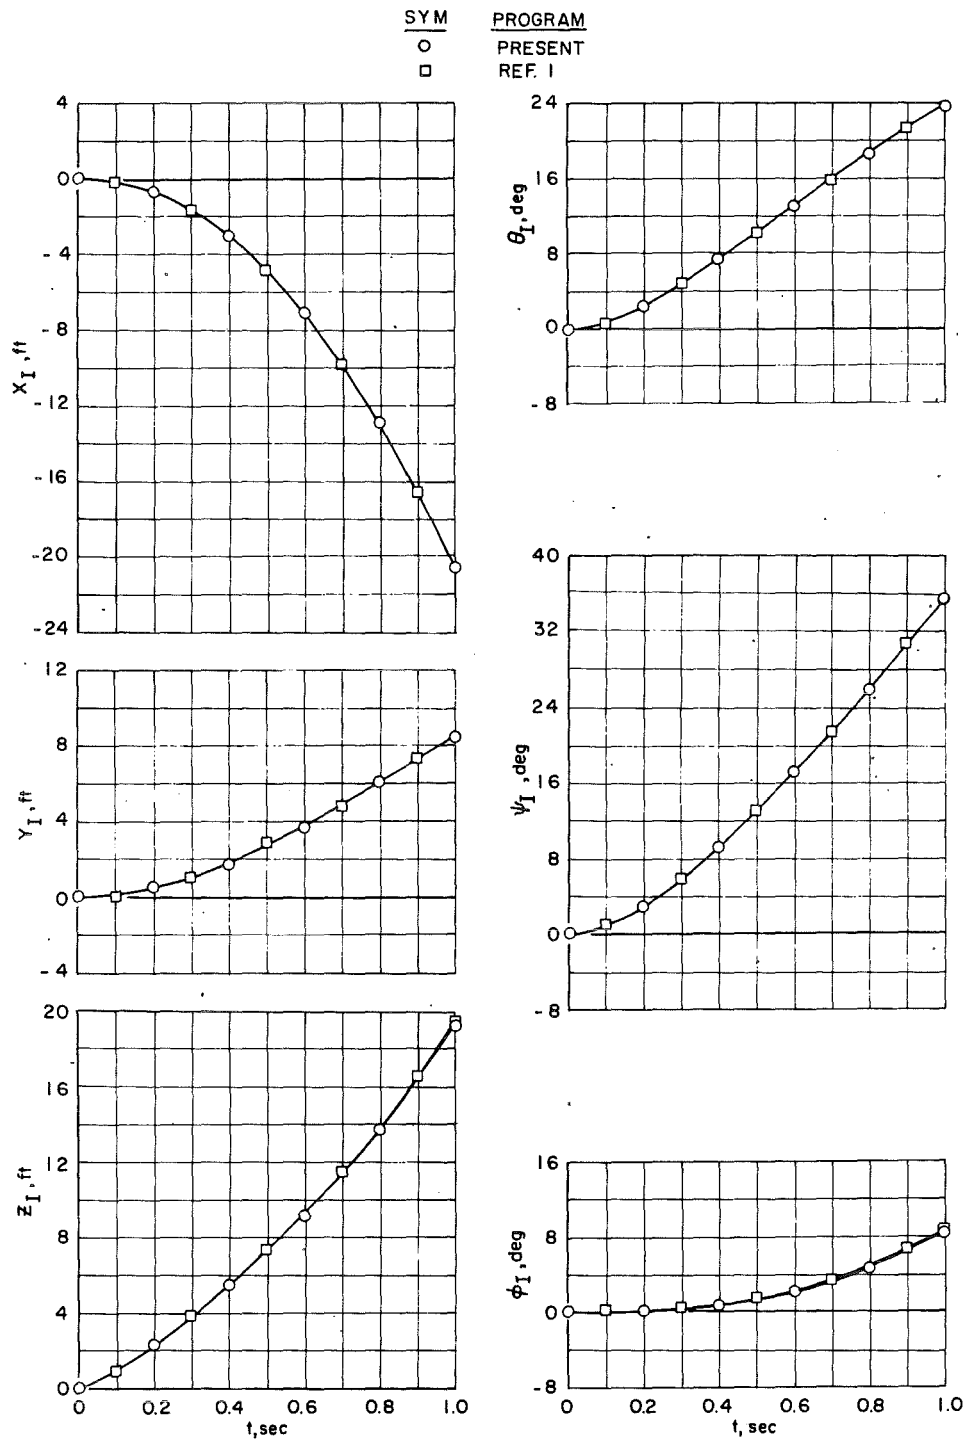 SYM PROGRAM
○ PRESENT
□ REF. 1
4
0
-4
-8
-12
-16
-20
-24
X_I, ft
12
8
4
0
-4
Y_I, ft
20
16
12
8
4
0
Z_I, ft
0 0.2 0.4 0.6 0.8 1.0
t, sec
24
16
8
0
-8
θ_I, deg
40
32
24
16
8
0
-8
ψ_I, deg
16
8
0
-8
ϕ_I, deg
0 0.2 0.4 0.6 0.8 1.0
t, sec